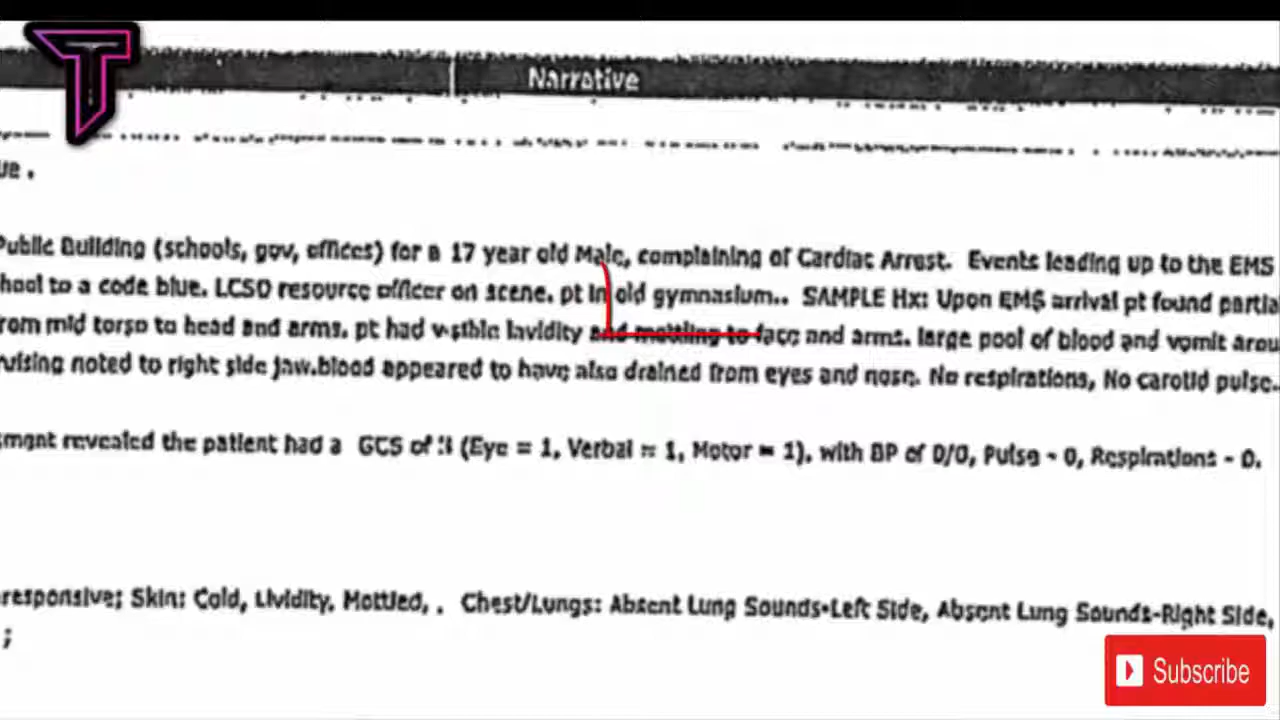 Narrative
ue .
Public Building (schools, gov, offices) for a 17 year old Male, complaining of Cardiac Arrest. Events leading up to the EMS
hool to a code blue. LCSO resource officer on scene. pt in old gymnasium.. SAMPLE Hx: Upon EMS arrival pt found partia
from mid torso to head and arms. pt had visible lavidity and mottling to face and arms. large pool of blood and vomit arou
ruising noted to right side jaw.blood appeared to have also drained from eyes and nose. No respirations, No carotid pulse.
sment revealed the patient had a GCS of 3 (Eye = 1, Verbal = 1, Motor = 1), with BP of 0/0, Pulse - 0, Respirations - 0.
responsive; Skin: Cold, Lividity, Mottled, . Chest/Lungs: Absent Lung Sounds-Left Side, Absent Lung Sounds-Right Side,
;
Subscribe